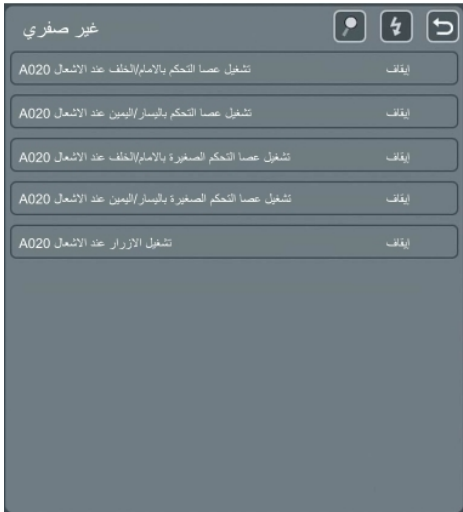 غير صفري
تشغيل عصا التحكم بالامام/الخلف عند الاشعال A020 إيقاف
تشغيل عصا التحكم باليسار/اليمين عند الاشعال A020 إيقاف
تشغيل عصا التحكم الصغيرة بالامام/الخلف عند الاشعال A020 إيقاف
تشغيل عصا التحكم الصغيرة باليسار/اليمين عند الاشعال A020 إيقاف
تشغيل الازرار عند الاشعال A020 إيقاف